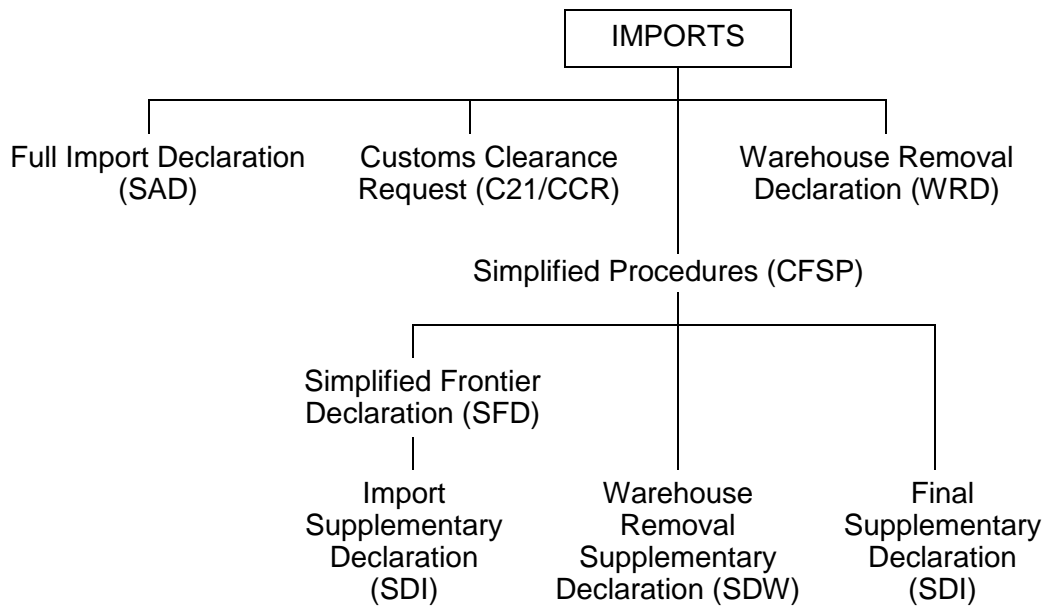 IMPORTS
Full Import Declaration
(SAD)
Customs Clearance
Request (C21/CCR)
Warehouse Removal
Declaration (WRD)
Simplified Procedures (CFSP)
Simplified Frontier
Declaration (SFD)
Import
Supplementary
Declaration
(SDI)
Warehouse
Removal
Supplementary
Declaration (SDW)
Final
Supplementary
Declaration
(SDI)